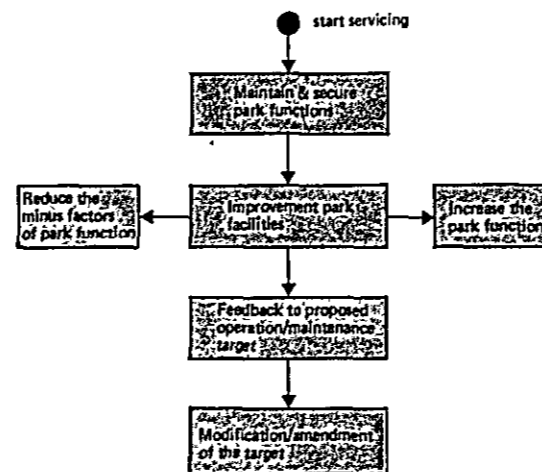 start servicing
Maintain & secure
park functions
Reduce the
minus factors
of park function
Improvement park
facilities
Increase the
park function
Feedback to proposed
operation/maintenance
target
Modification/amendment
of the target